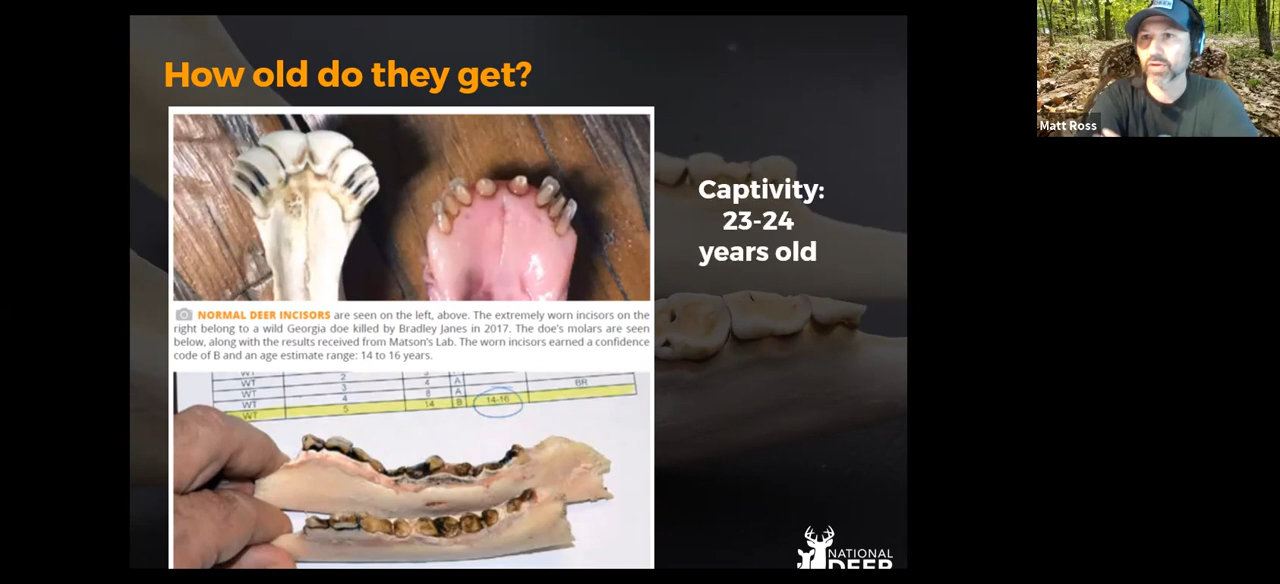 How old do they get?
NORMAL DEER INCISORS are seen on the left, above. The extremely worn incisors on the
right belong to a wild Georgia doe killed by Bradley Janes in 2017. The doe's molars are seen
below, along with the results received from Matson's Lab. The worn incisors earned a confidence
code of B and an age estimate range: 14 to 16 years.
WT 2
WT 3 4 A BR
WT 4 8 A
WT 5 14 B 14-16
Captivity:
23-24
years old
NATIONAL
DEER
Matt Ross